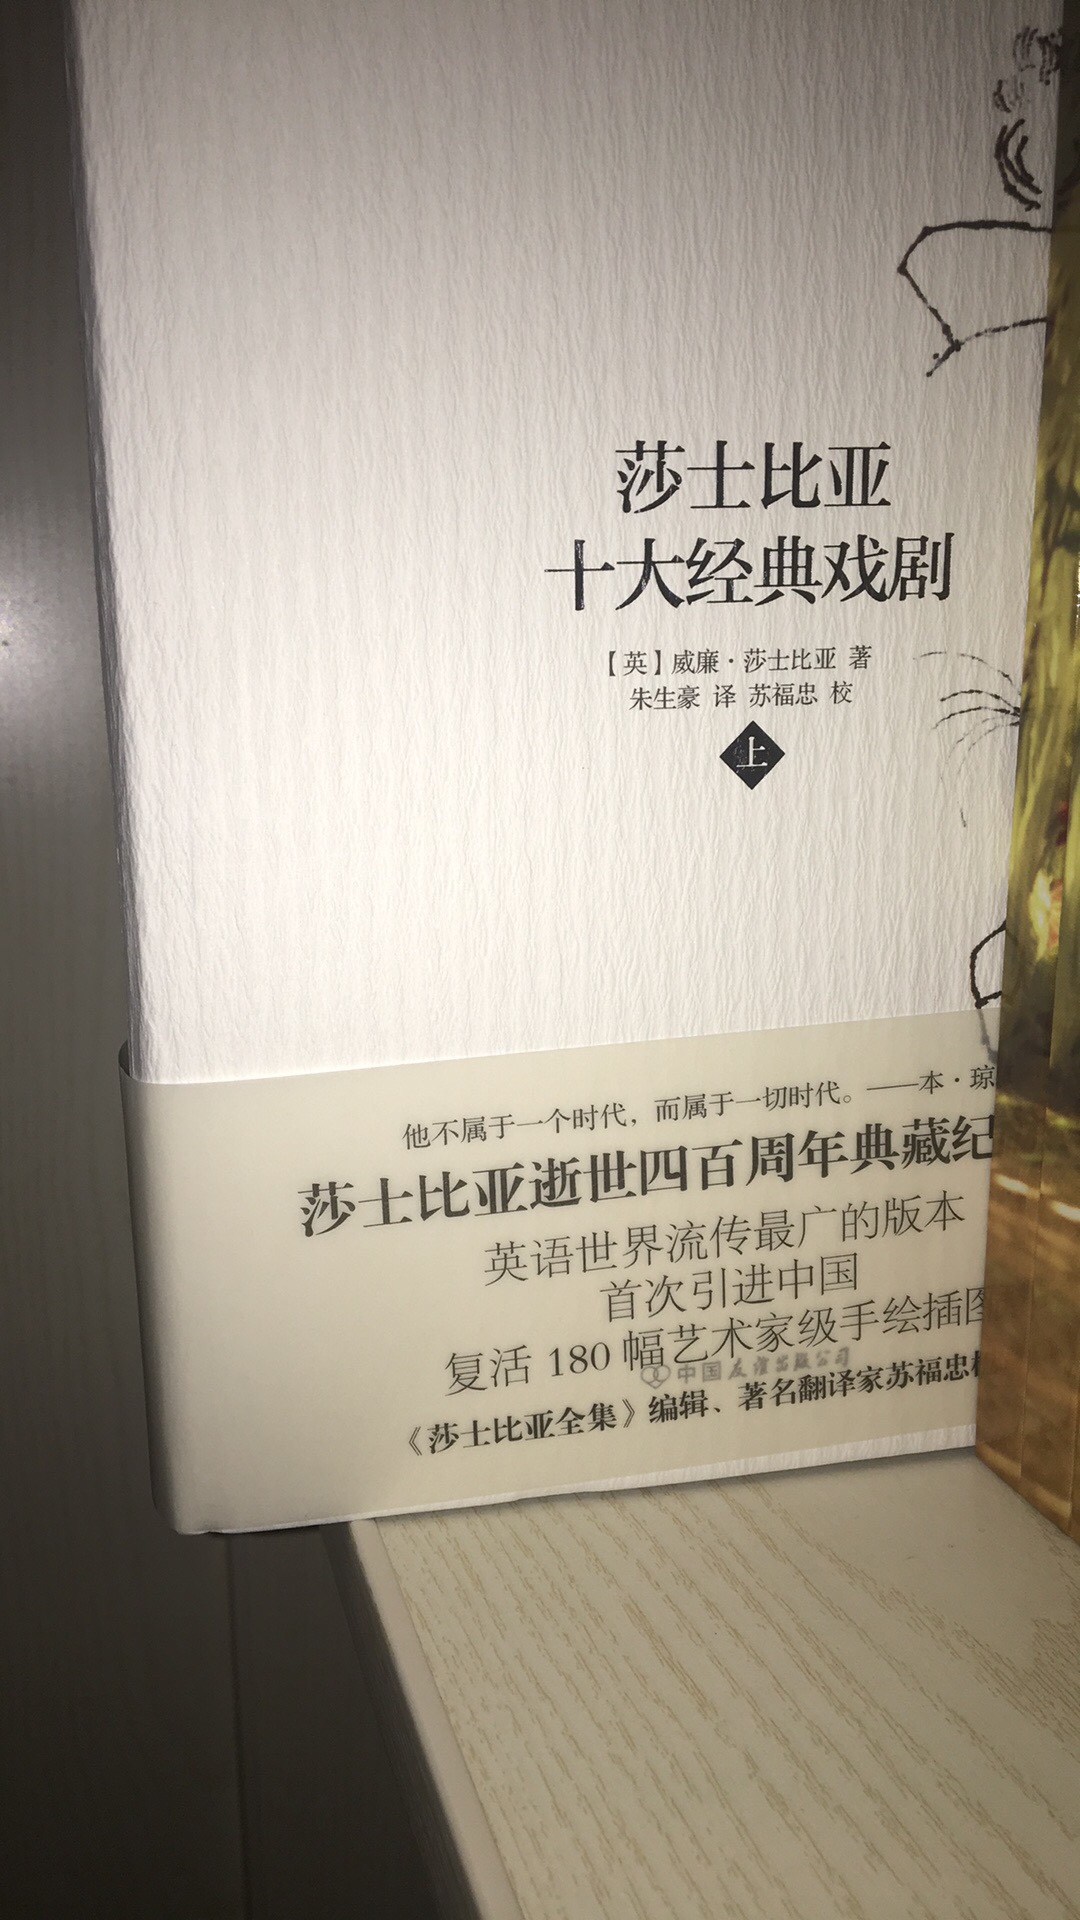 莎士比亚
十大经典戏剧
【英】威廉·莎士比亚 著
朱生豪 译 苏福忠 校
上
他不属于一个时代，而属于一切时代。——本·琼
莎士比亚逝世四百周年典藏纪
英语世界流传最广的版本
首次引进中国
复活 180 幅艺术家级手绘插图
中国友谊出版公司
《莎士比亚全集》编辑、著名翻译家苏福忠